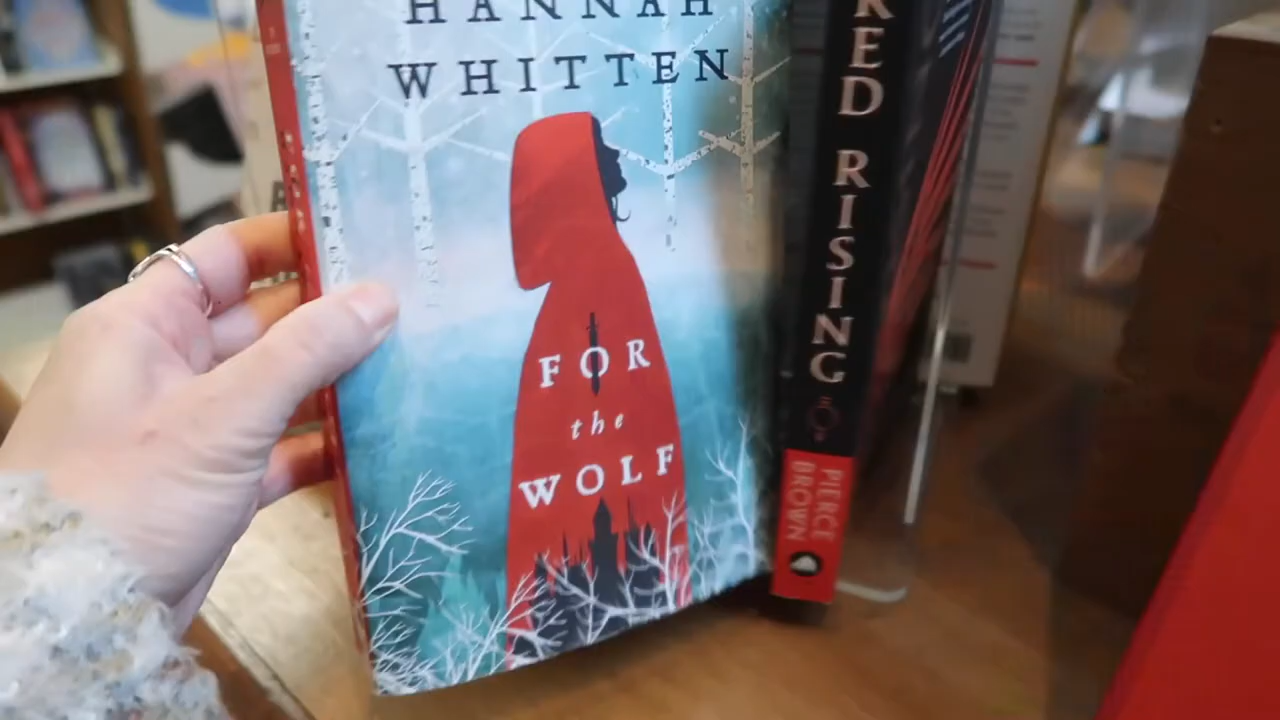 HANNAH
WHITTEN
FOR
the
WOLF
RED RISING
PIERCE
BROWN